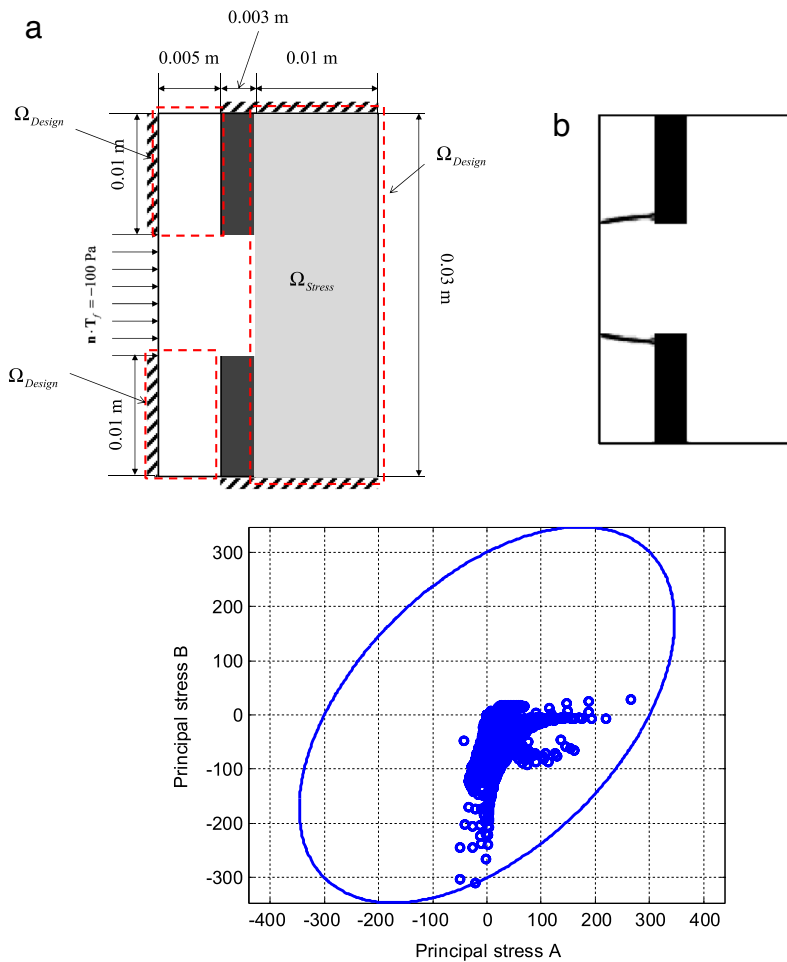 a
0.003 m
0.005 m
0.01 m
Ω_Design
0.01 m
b
Ω_Design
n · T_f = −100 Pa
Ω_Stress
0.03 m
Ω_Design
0.01 m
300
200
100
0
-100
-200
-300
Principal stress B
-400 -300 -200 -100 0 100 200 300 400
Principal stress A